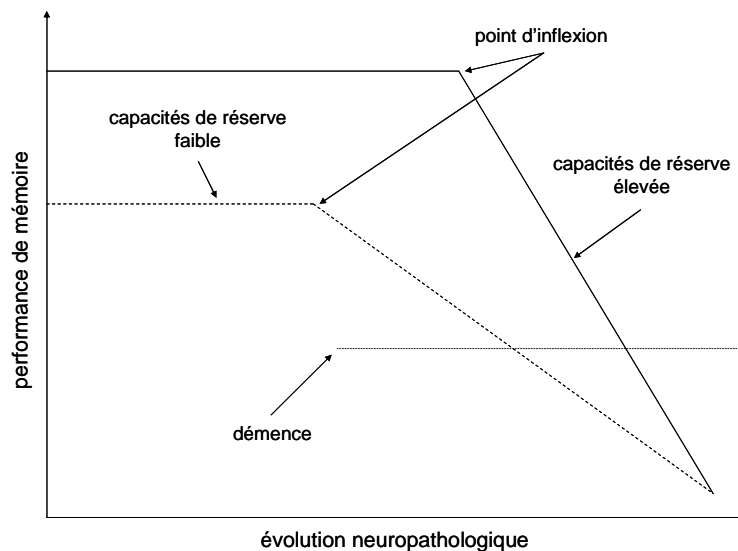 point d'inflexion
capacités de réserve
faible
capacités de réserve
élevée
performance de mémoire
démence
évolution neuropathologique